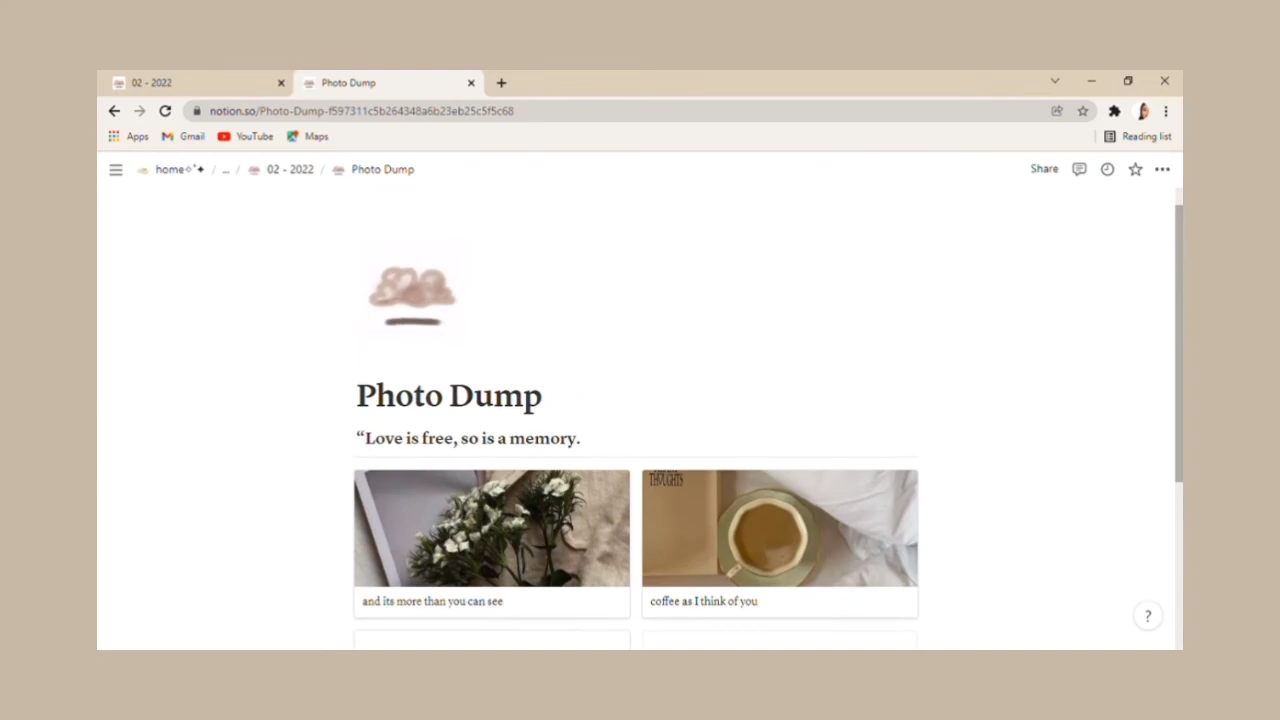 02 - 2022
Photo Dump
notion.so/Photo-Dump-f597311c5b264348a6b23eb25c5f5c68
Apps
Gmail
YouTube
Maps
Reading list
home / ... / 02 - 2022 / Photo Dump
Share
Photo Dump
“Love is free, so is a memory.
THOUGHTS
and its more than you can see
coffee as I think of you
?